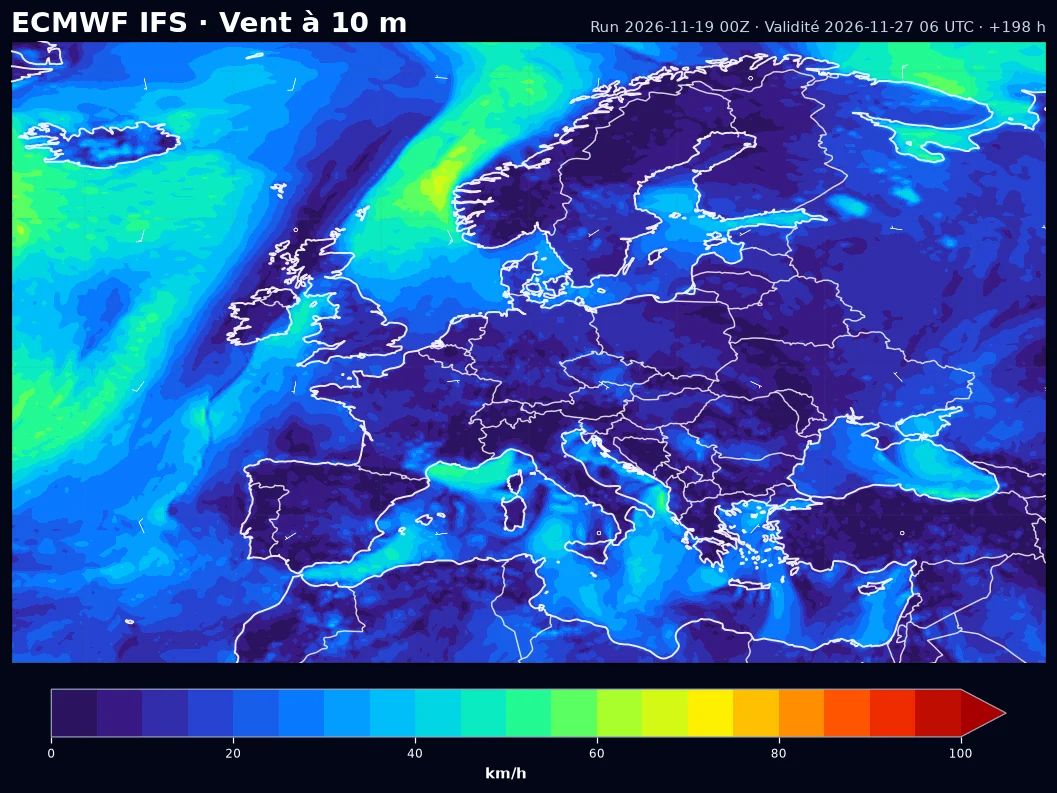 ECMWF IFS · Vent à 10 m
Run 2026-11-19 00Z · Validité 2026-11-27 06 UTC · +198 h
0 20 40 60 80 100
km/h